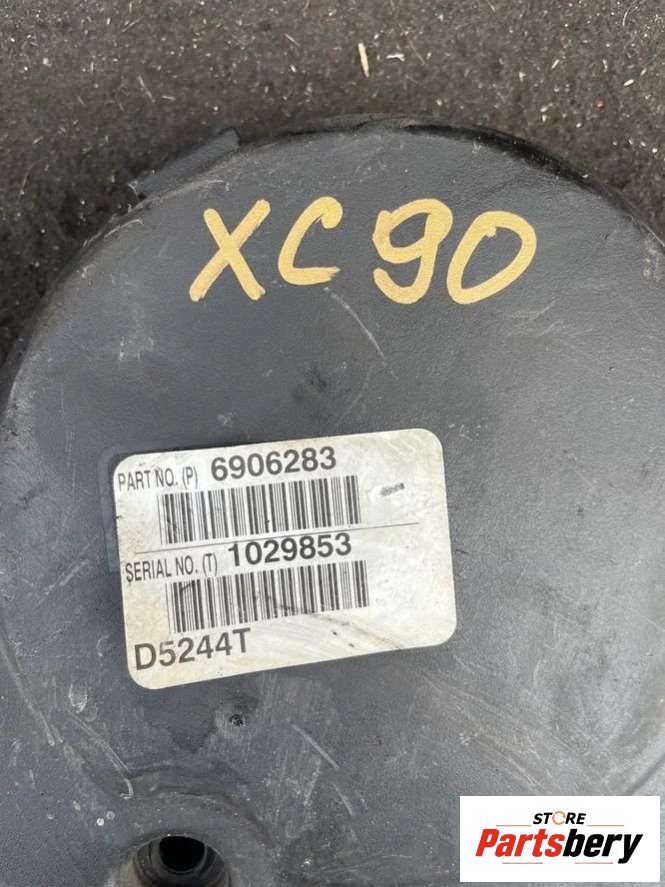 XC90
PART NO. (P) 6906283
SERIAL NO. (T) 1029853
D5244T
STORE
Partsbery